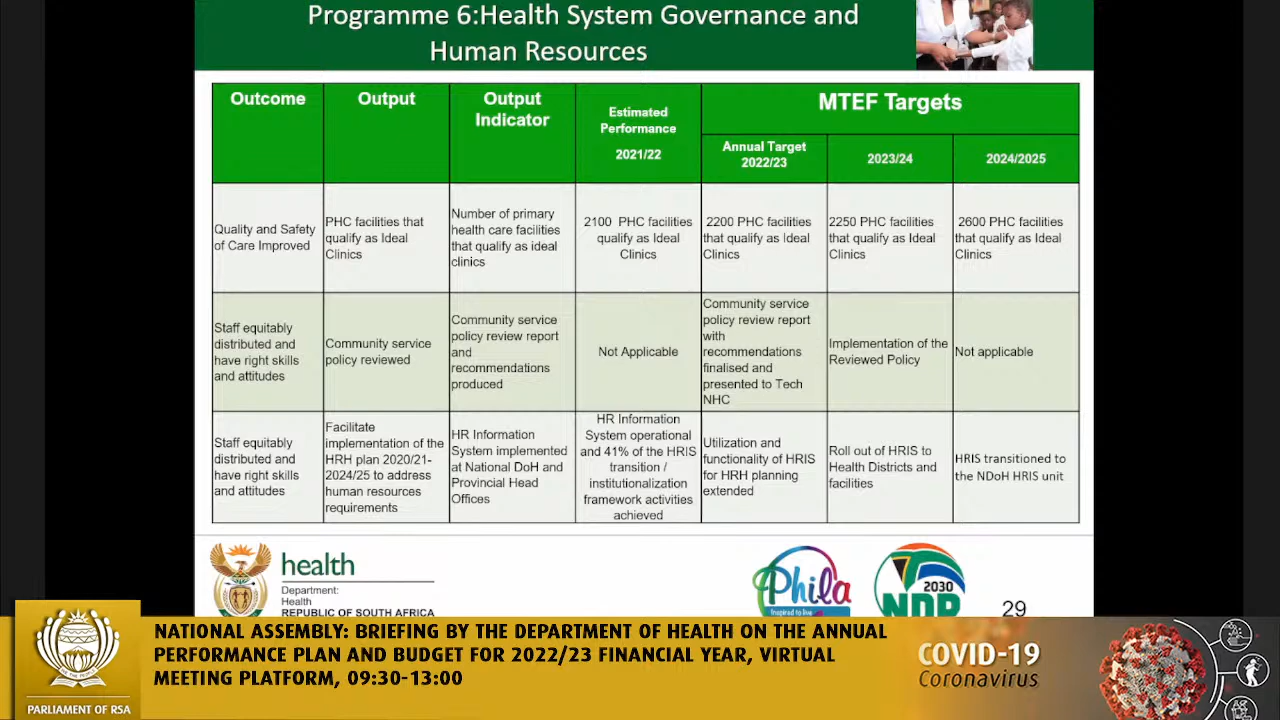 Programme 6:Health System Governance and
Human Resources
Outcome
Output
Output
Indicator
Estimated
Performance
2021/22
MTEF Targets
Annual Target
2022/23
2023/24
2024/2025
Quality and Safety
of Care Improved
PHC facilities that
qualify as Ideal
Clinics
Number of primary
health care facilities
that qualify as ideal
clinics
2100 PHC facilities
qualify as Ideal
Clinics
2200 PHC facilities
that qualify as Ideal
Clinics
2250 PHC facilities
that qualify as Ideal
Clinics
2600 PHC facilities
that qualify as Ideal
Clinics
Staff equitably
distributed and
have right skills
and attitudes
Community service
policy reviewed
Community service
policy review report
and
recommendations
produced
Not Applicable
Community service
policy review report
with
recommendations
finalised and
presented to Tech
NHC
Implementation of the
Reviewed Policy
Not applicable
Staff equitably
distributed and
have right skills
and attitudes
Facilitate
implementation of the
HRH plan 2020/21-
2024/25 to address
human resources
requirements
HR Information
System implemented
at National DoH and
Provincial Head
Offices
HR Information
System operational
and 41% of the HRIS
transition /
institutionalization
framework activities
achieved
Utilization and
functionality of HRIS
for HRH planning
extended
Roll out of HRIS to
Health Districts and
facilities
HRIS transitioned to
the NDoH HRIS unit
health
Department:
Health
REPUBLIC OF SOUTH AFRICA
Phila
Inspired to live
2030
NDP
29
PARLIAMENT OF RSA
NATIONAL ASSEMBLY: BRIEFING BY THE DEPARTMENT OF HEALTH ON THE ANNUAL
PERFORMANCE PLAN AND BUDGET FOR 2022/23 FINANCIAL YEAR, VIRTUAL
MEETING PLATFORM, 09:30-13:00
COVID-19
Coronavirus